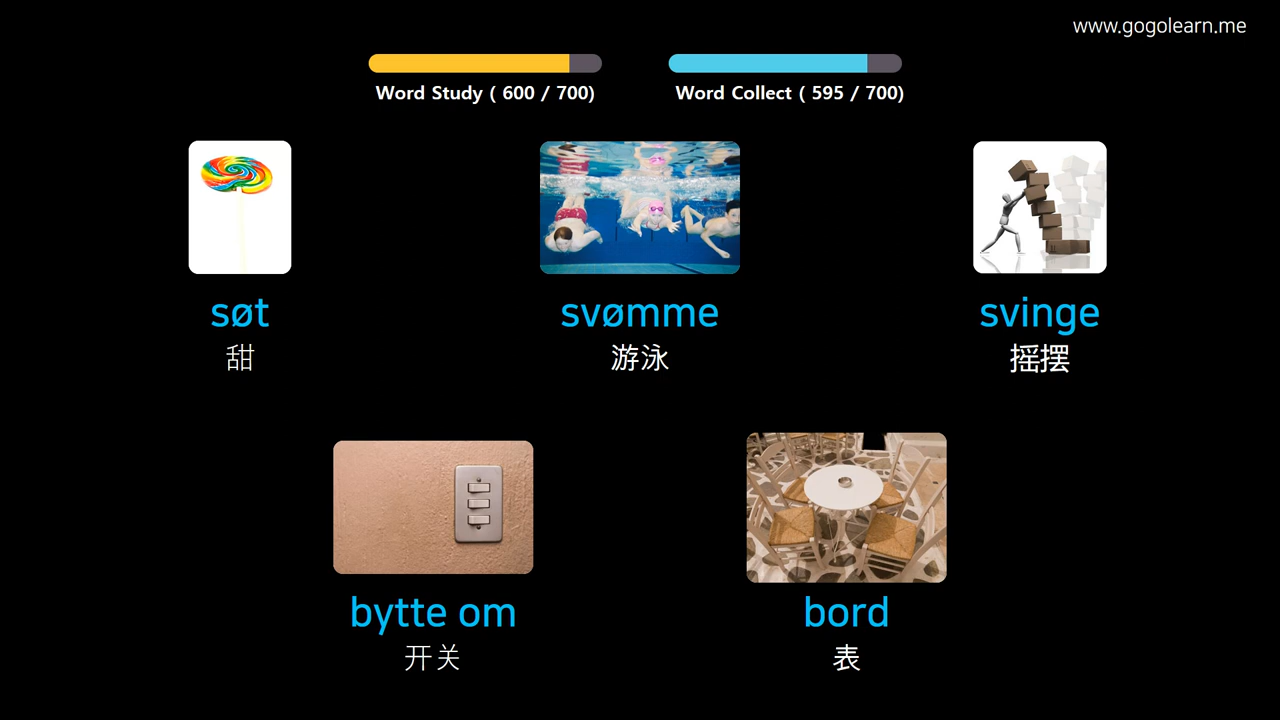 www.gogolearn.me
Word Study ( 600 / 700)
Word Collect ( 595 / 700)
søt
svømme
svinge
甜
游泳
摇摆
bytte om
bord
开关
表